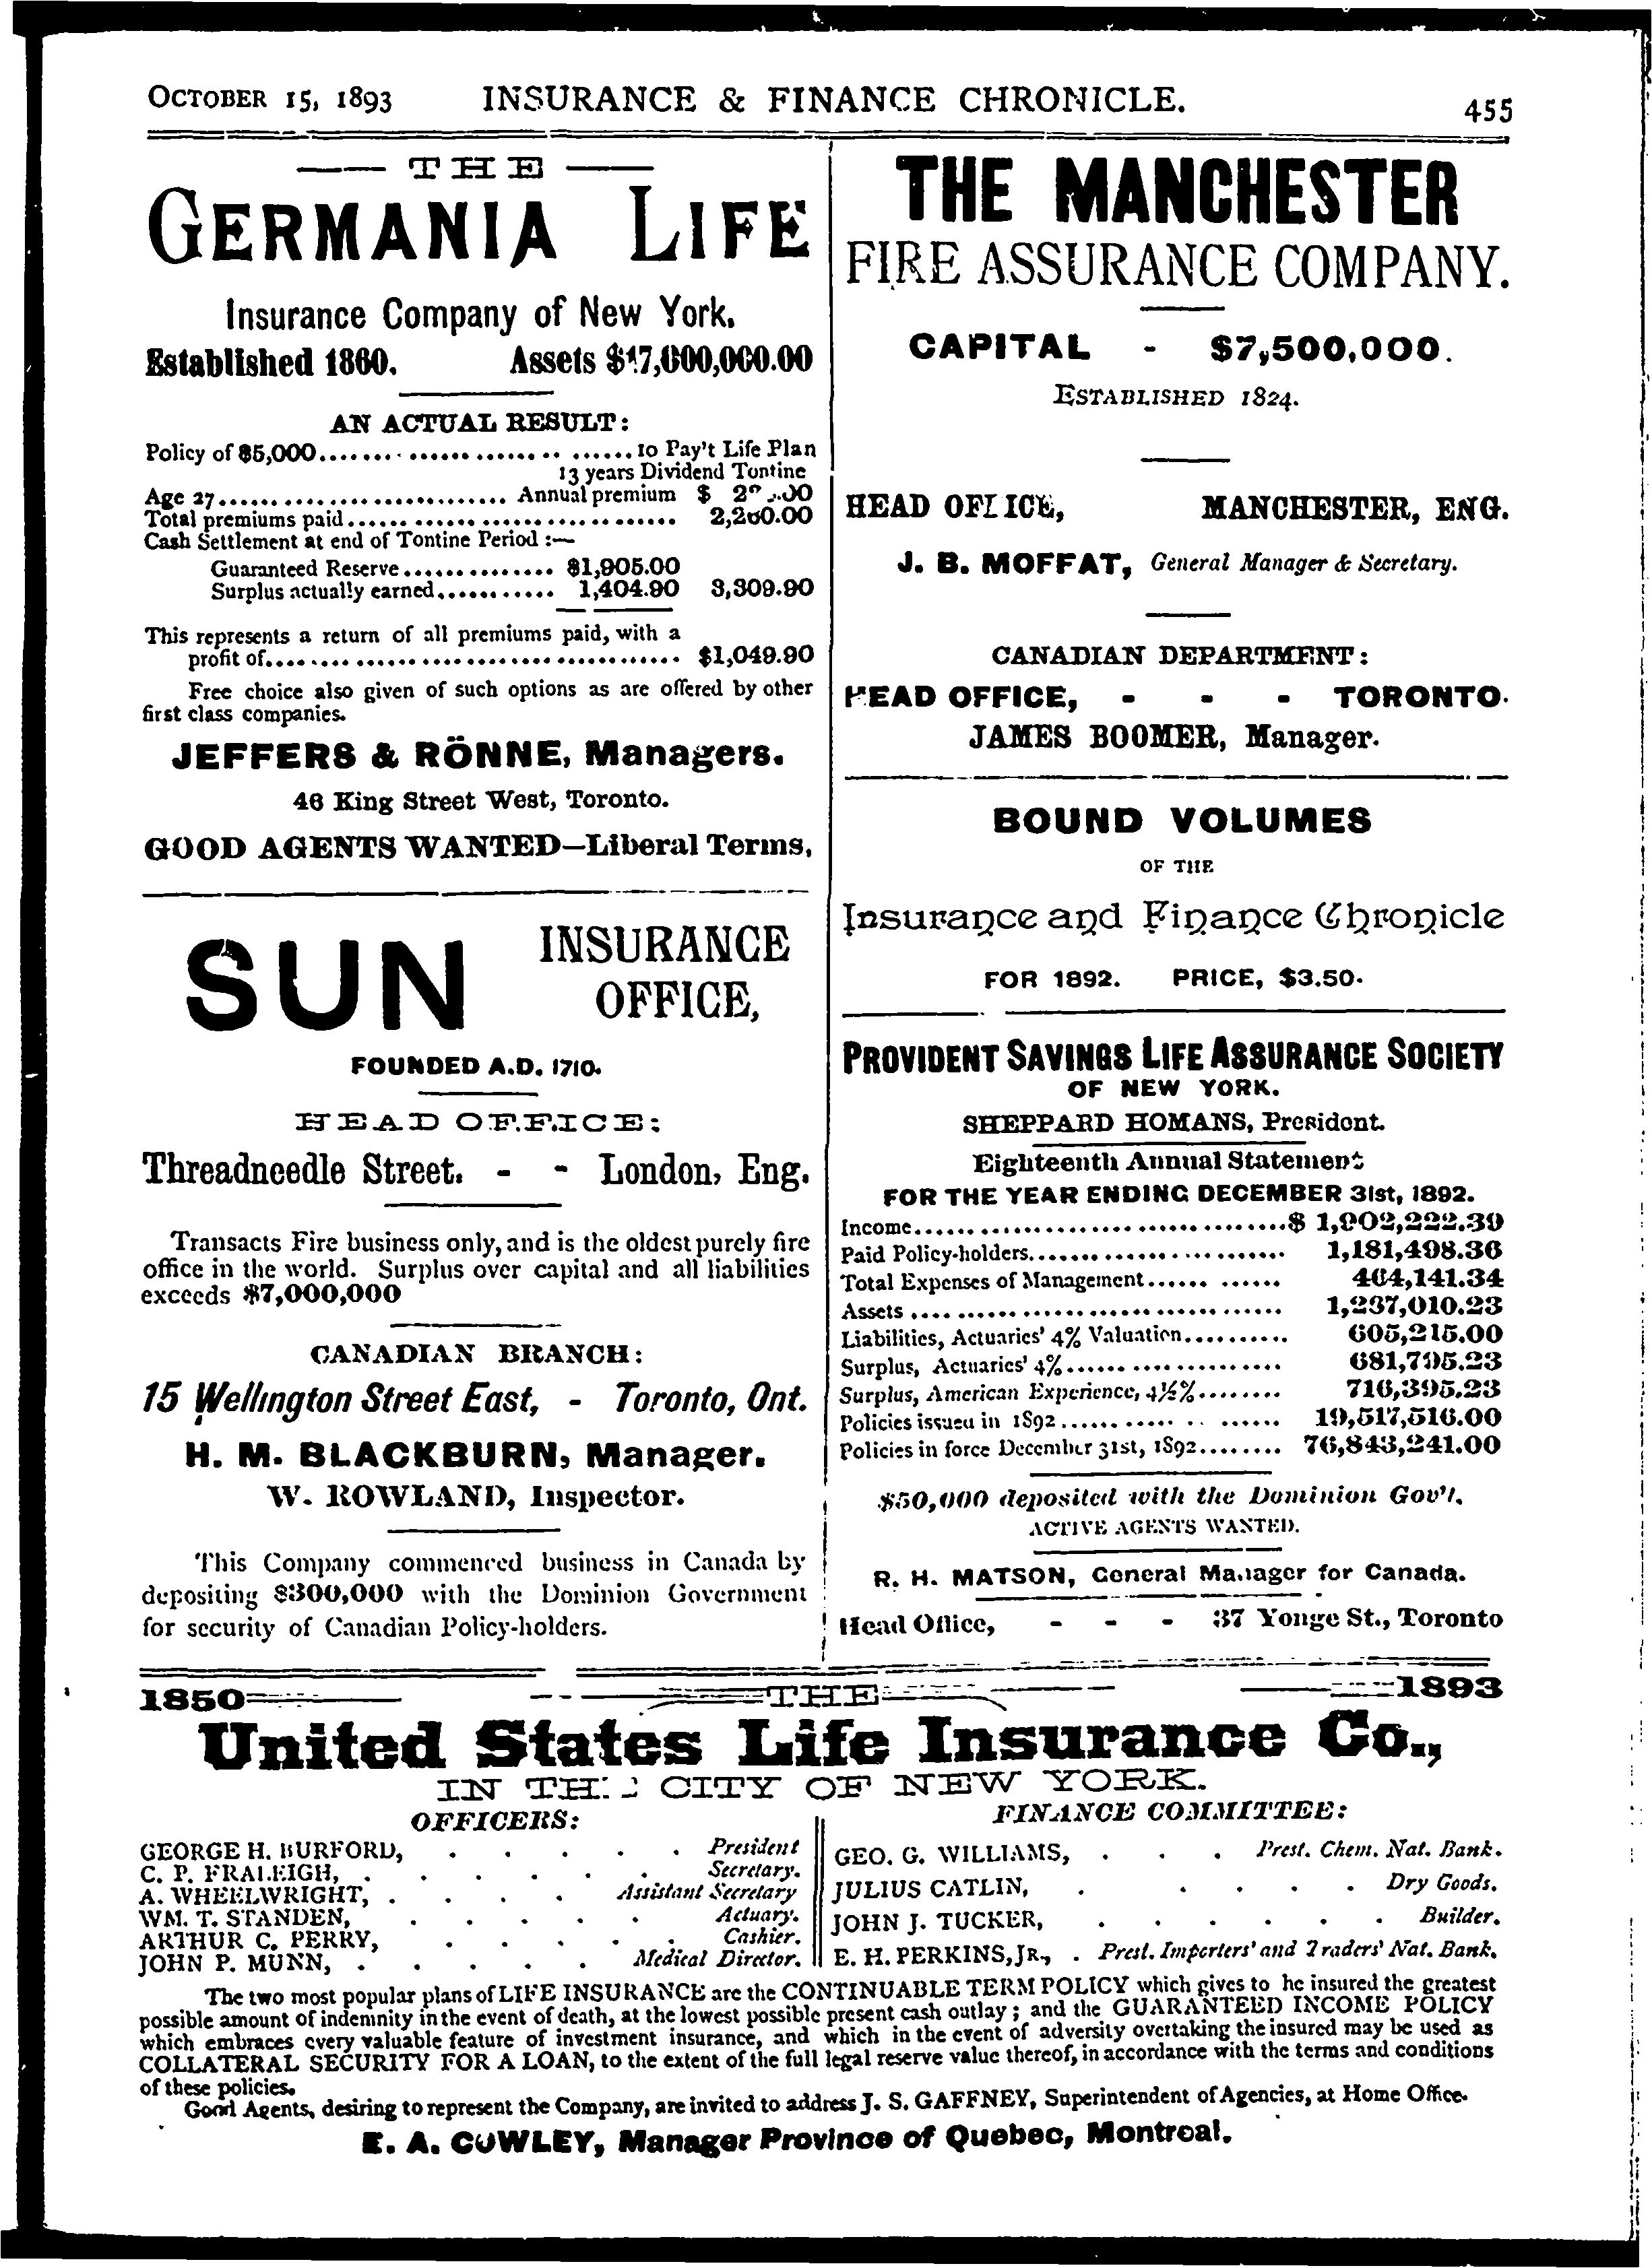 OCTOBER 15, 1893 INSURANCE & FINANCE CHRONICLE. 455
THE
GERMANIA LIFE
Insurance Company of New York.
Established 1860. Assets $17,000,000.00
AN ACTUAL RESULT:
Policy of $5,000 10 Pay't Life Plan
13 years Dividend Tontine
Age 27 Annual premium $
Total premiums paid 2,260.00
Cash Settlement at end of Tontine Period :—
Guaranteed Reserve $1,905.00
Surplus actually earned 1,404.90 3,309.90
This represents a return of all premiums paid, with a
profit of $1,049.90
Free choice also given of such options as are offered by other
first class companies.
JEFFERS & RÖNNE, Managers.
46 King Street West, Toronto.
GOOD AGENTS WANTED—Liberal Terms,
SUN INSURANCE
OFFICE,
FOUNDED A.D. 1710.
HEAD OFFICE:
Threadneedle Street. - - London, Eng.
Transacts Fire business only, and is the oldest purely fire
office in the world. Surplus over capital and all liabilities
exceeds $7,000,000
CANADIAN BRANCH:
15 Wellington Street East, - Toronto, Ont.
H. M. BLACKBURN, Manager.
W. ROWLAND, Inspector.
This Company commenced business in Canada by
depositing $300,000 with the Dominion Government
for security of Canadian Policy-holders.
THE MANCHESTER
FIRE ASSURANCE COMPANY.
CAPITAL - $7,500,000.
ESTABLISHED 1824.
HEAD OFFICE, MANCHESTER, ENG.
J. B. MOFFAT, General Manager & Secretary.
CANADIAN DEPARTMENT:
HEAD OFFICE, - - - TORONTO.
JAMES BOOMER, Manager.
BOUND VOLUMES
OF THE
Insurance and Finance Chronicle
FOR 1892. PRICE, $3.50.
PROVIDENT SAVINGS LIFE ASSURANCE SOCIETY
OF NEW YORK.
SHEPPARD HOMANS, President.
Eighteenth Annual Statement
FOR THE YEAR ENDING DECEMBER 31st, 1892.
Income $ 1,902,222.39
Paid Policy-holders 1,181,498.36
Total Expenses of Management 464,141.34
Assets 1,287,010.23
Liabilities, Actuaries' 4% Valuation 605,215.00
Surplus, Actuaries' 4% 681,795.23
Surplus, American Experience, 4½% 716,395.23
Policies issued in 1892 19,517,516.00
Policies in force December 31st, 1892 76,843,241.00
$50,000 deposited with the Dominion Gov't.
ACTIVE AGENTS WANTED.
R. H. MATSON, General Manager for Canada.
Head Office, - - - 37 Yonge St., Toronto
1850 THE 1893
United States Life Insurance Co.,
IN THE CITY OF NEW YORK.
OFFICERS:
GEORGE H. BURFORD, President
C. P. FRALEIGH, Secretary.
A. WHEELWRIGHT, Assistant Secretary
WM. T. STANDEN, Actuary.
ARTHUR C. PERRY, Cashier.
JOHN P. MUNN, Medical Director.
FINANCE COMMITTEE:
GEO. G. WILLIAMS, Prest. Chem. Nat. Bank.
JULIUS CATLIN, Dry Goods.
JOHN J. TUCKER, Builder.
E. H. PERKINS, JR., Prest. Importers' and Traders' Nat. Bank.
The two most popular plans of LIFE INSURANCE are the CONTINUABLE TERM POLICY which gives to he insured the greatest
possible amount of indemnity in the event of death, at the lowest possible present cash outlay; and the GUARANTEED INCOME POLICY
which embraces every valuable feature of investment insurance, and which in the event of adversity overtaking the insured may be used as
COLLATERAL SECURITY FOR A LOAN, to the extent of the full legal reserve value thereof, in accordance with the terms and conditions
of these policies.
Good Agents, desiring to represent the Company, are invited to address J. S. GAFFNEY, Superintendent of Agencies, at Home Office.
E. A. COWLEY, Manager Province of Quebec, Montreal.